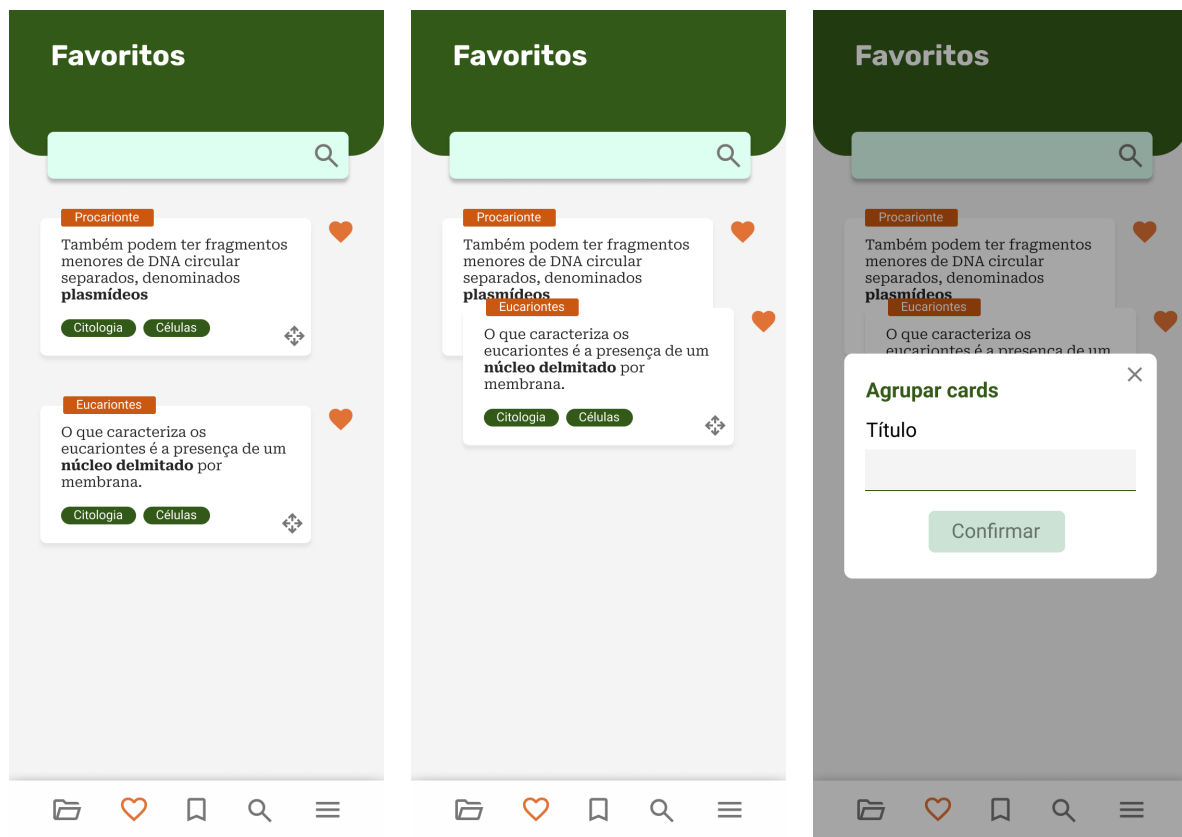 Favoritos
Procarionte
Também podem ter fragmentos
menores de DNA circular
separados, denominados
plasmídeos
Citologia Células
Eucariontes
O que caracteriza os
eucariontes é a presença de um
núcleo delmitado por
membrana.
Citologia Células
Favoritos
Procarionte
Também podem ter fragmentos
menores de DNA circular
separados, denominados
plasmídeos
Eucariontes
O que caracteriza os
eucariontes é a presença de um
núcleo delmitado por
membrana.
Citologia Células
Favoritos
Procarionte
Também podem ter fragmentos
menores de DNA circular
separados, denominados
plasmídeos
Eucariontes
O que caracteriza os
eucariontes é a presença de um
Agrupar cards
Título
Confirmar